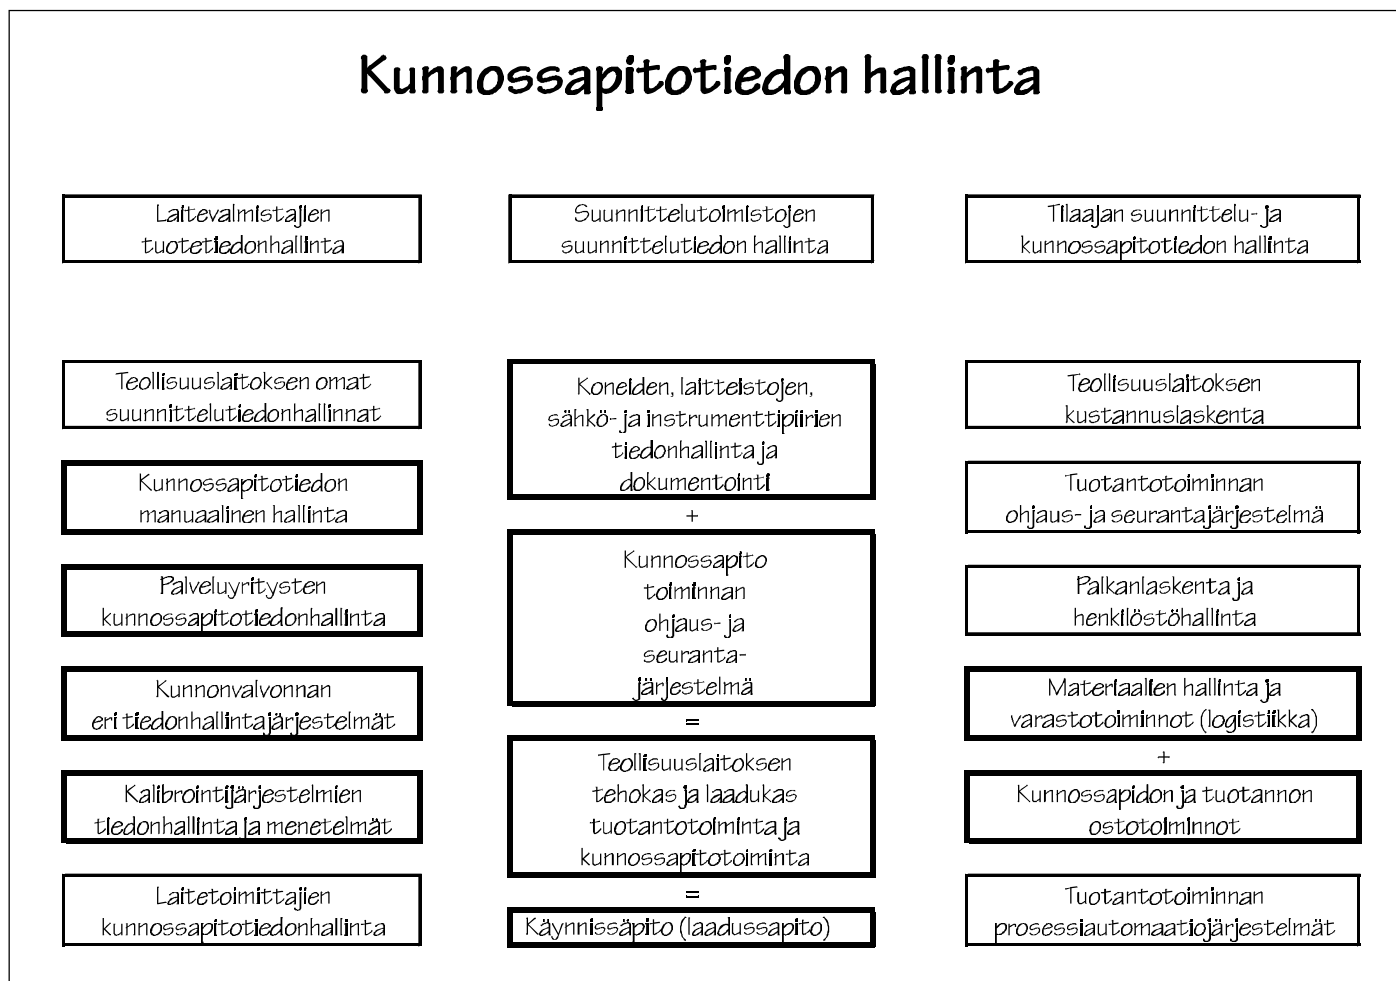 Kunnossapitotiedon hallinta
Laitevalmistajien
tuotetiedonhallinta
Suunnittelutoimistojen
suunnittelutiedon hallinta
Tilaajan suunnittelu- ja
kunnossapitotiedon hallinta
Teollisuuslaitoksen omat
suunnittelutiedonhallinnat
Kunnossapitotiedon
manuaalinen hallinta
Palveluyritysten
kunnossapitotiedonhallinta
Kunnonvalvonnan
eri tiedonhallintajärjestelmät
Kalibrointijärjestelmien
tiedonhallinta ja menetelmät
Laitetoimittajien
kunnossapitotiedonhallinta
Koneiden, laitteistojen,
sähkö- ja instrumenttipiirien
tiedonhallinta ja
dokumentointi
+
Kunnossapito
toiminnan
ohjaus- ja
seuranta-
järjestelmä
=
Teollisuuslaitoksen
tehokas ja laadukas
tuotantotoiminta ja
kunnossapitotoiminta
=
Käynnissäpito (laadussapito)
Teollisuuslaitoksen
kustannuslaskenta
Tuotantotoiminnan
ohjaus- ja seurantajärjestelmä
Palkanlaskenta ja
henkilöstöhallinta
Materiaalien hallinta ja
varastotoiminnot (logistiikka)
+
Kunnossapidon ja tuotannon
ostotoiminnot
Tuotantotoiminnan
prosessiautomaatiojärjestelmät